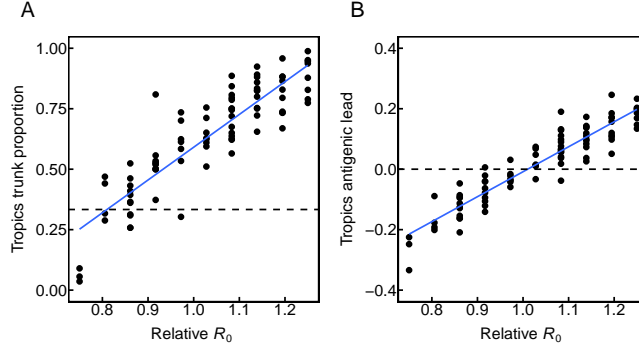 A
Tropics trunk proportion
1.00
0.75
0.50
0.25
0.00
0.8 0.9 1.0 1.1 1.2
Relative R0
B
Tropics antigenic lead
0.4
0.2
0.0
−0.2
−0.4
0.8 0.9 1.0 1.1 1.2
Relative R0